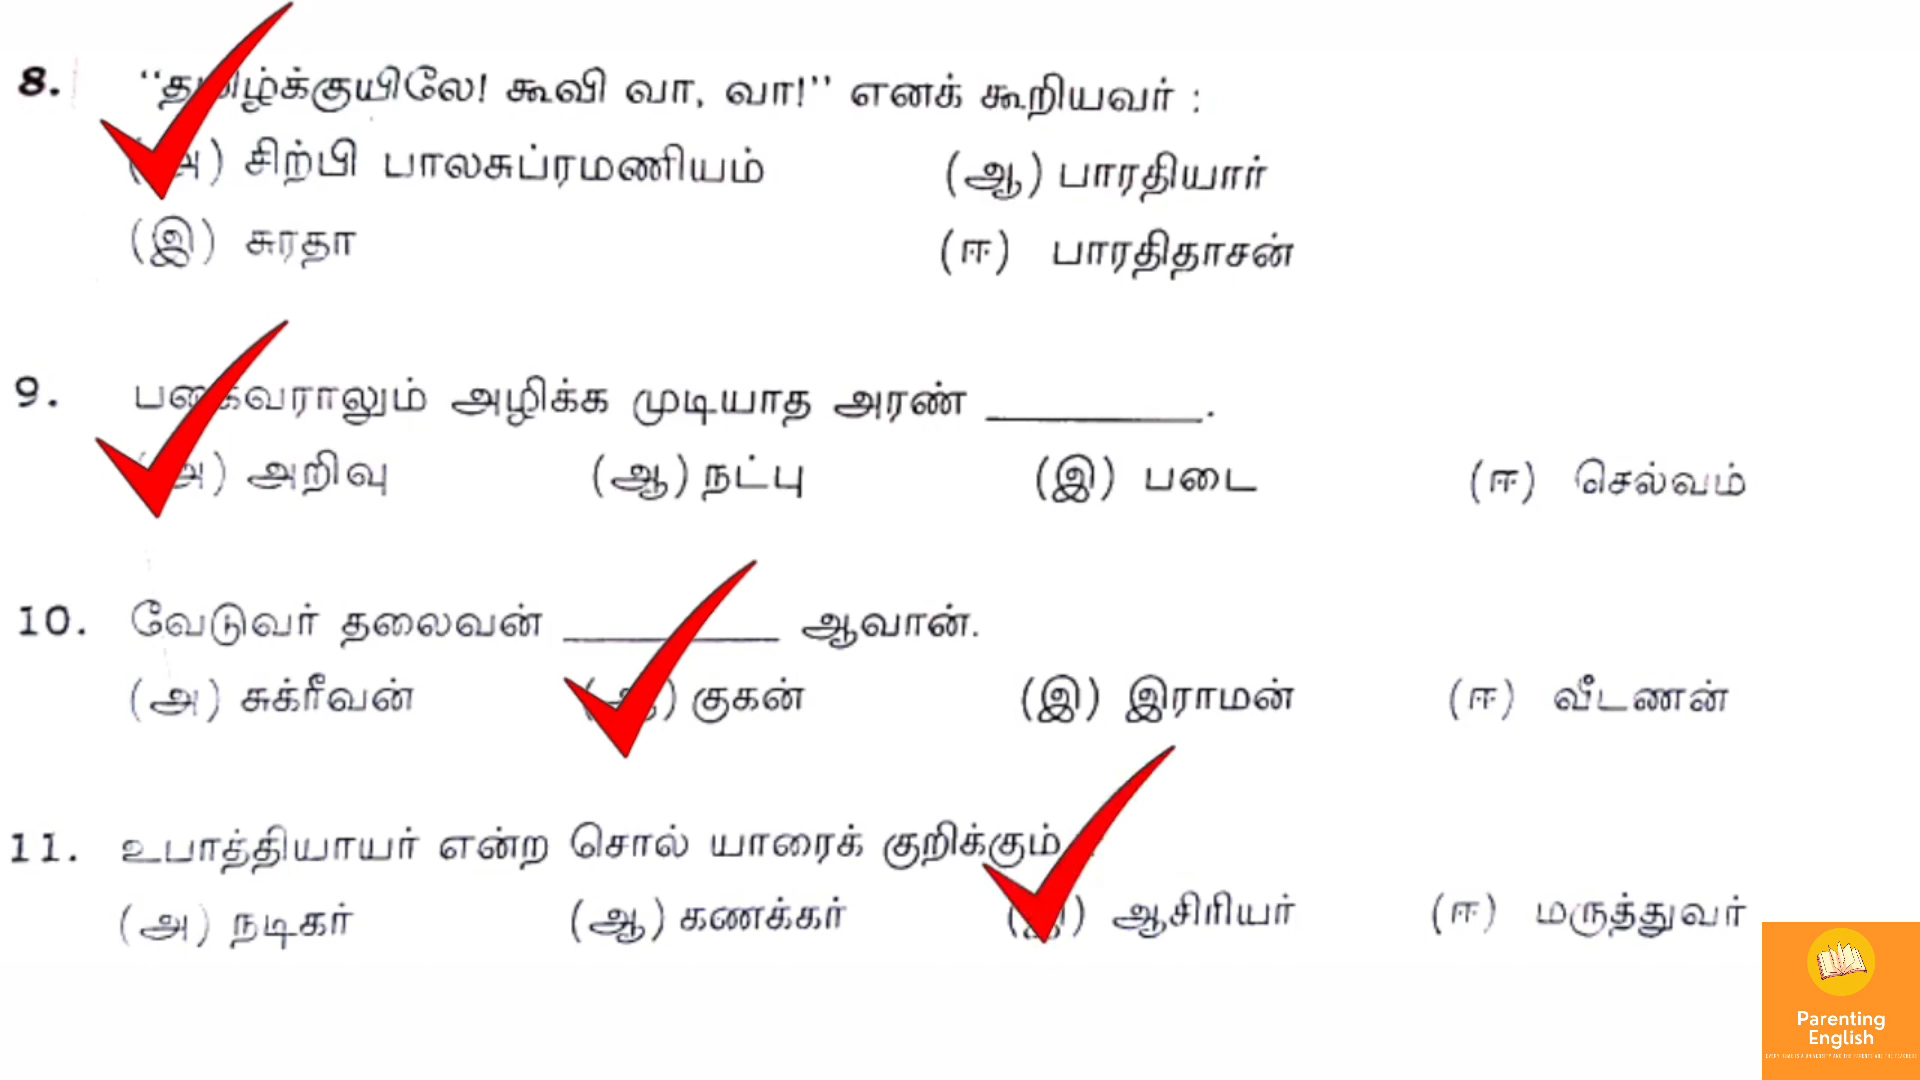 8. “தமிழ்க்குயிலே! கூவி வா, வா!” எனக் கூறியவர் :
(அ) சிற்பி பாலசுப்ரமணியம் (ஆ) பாரதியார்
(இ) சுரதா (ஈ) பாரதிதாசன்
9. பகைவராலும் அழிக்க முடியாத அரண் __________.
(அ) அறிவு (ஆ) நட்பு (இ) படை (ஈ) செல்வம்
10. வேடுவர் தலைவன் __________ ஆவான்.
(அ) சுக்ரீவன் (ஆ) குகன் (இ) இராமன் (ஈ) வீடணன்
11. உபாத்தியாயர் என்ற சொல் யாரைக் குறிக்கும்
(அ) நடிகர் (ஆ) கணக்கர் (இ) ஆசிரியர் (ஈ) மருத்துவர்
Parenting
English